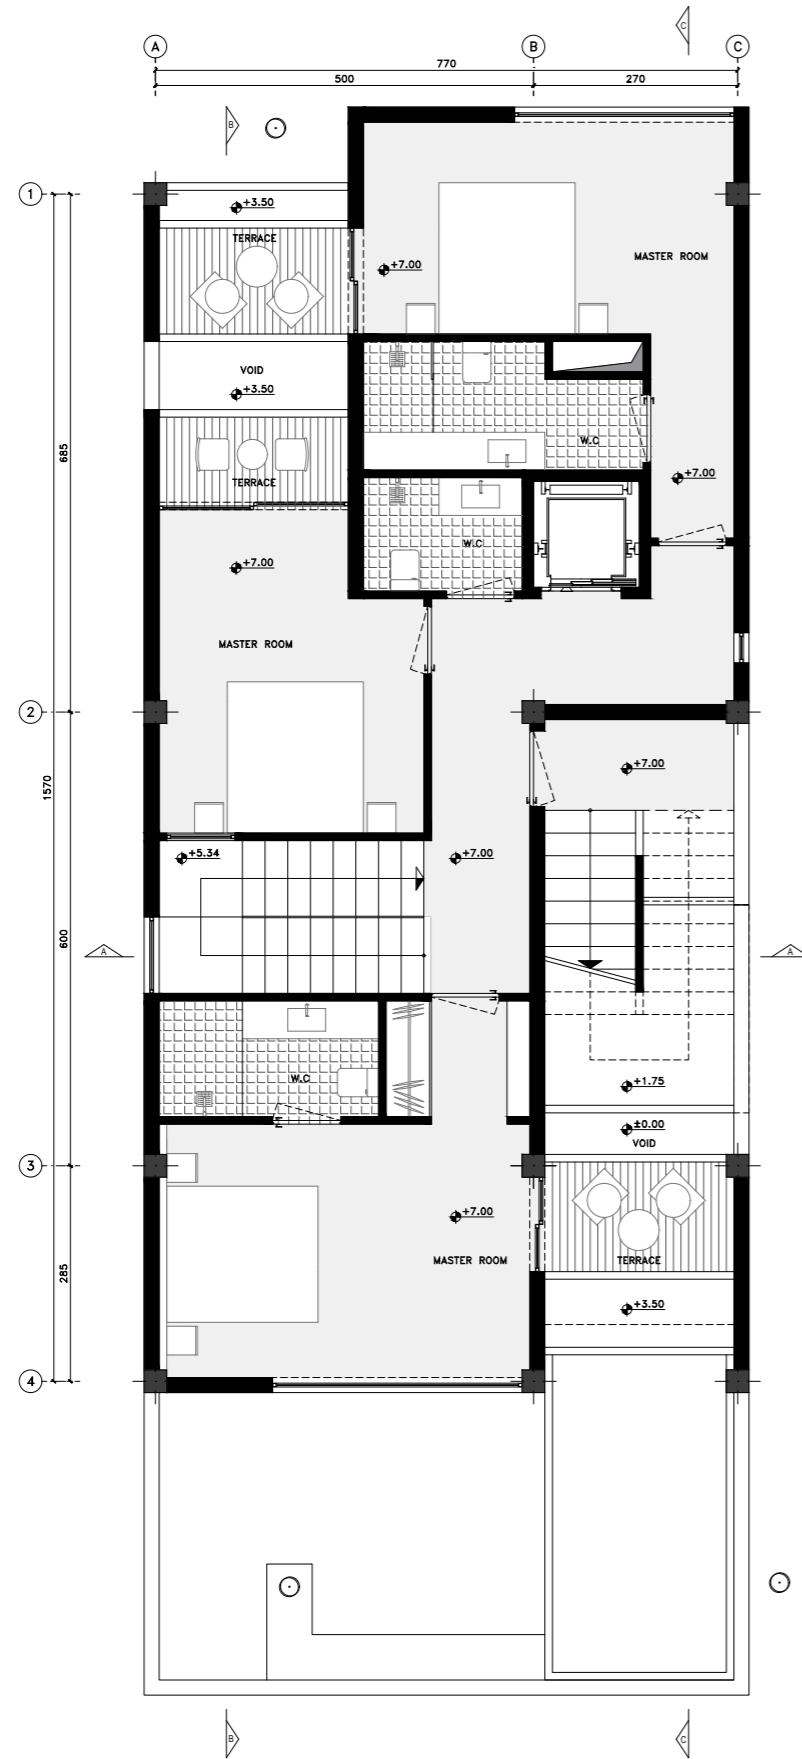 C
A
B
C
770
500
270
B
1
+3.50
TERRACE
MASTER ROOM
+7.00
VOID
+3.50
W.C
685
+7.00
TERRACE
W.C
+7.00
MASTER ROOM
2
+7.00
1570
+5.34
+7.00
600
A
A
W.C
+1.75
±0.00
VOID
3
+7.00
MASTER ROOM
TERRACE
285
+3.50
4
B
C